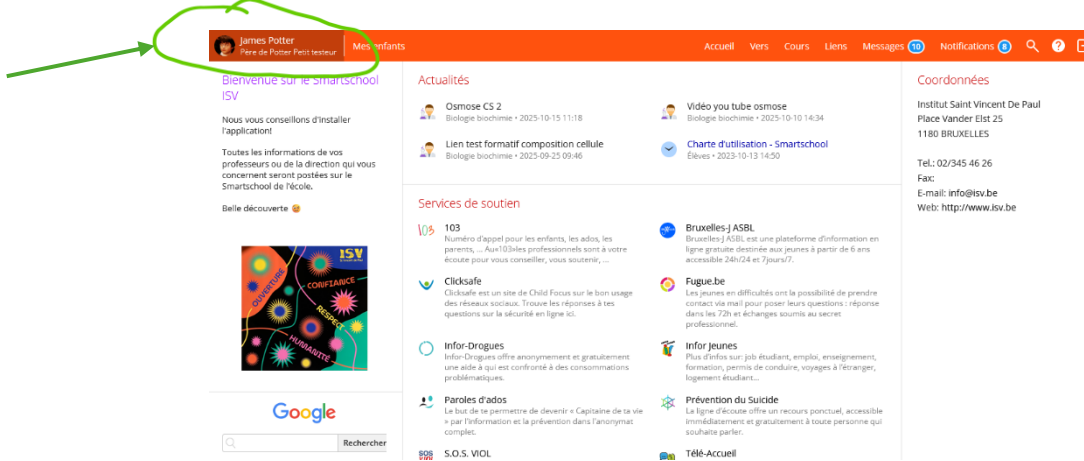 James Potter
Père de Potter Petit testeur
Mes enfants
Accueil
Vers
Cours
Liens
Messages 10
Notifications 8
Bienvenue sur le Smartschool
ISV
Nous vous conseillons d'installer
l'application!
Toutes les informations de vos
professeurs ou de la direction qui vous
concernent seront postées sur le
Smartschool de l'école.
Belle découverte
ISV
OUVERTURE
CONFIANCE
RESPECT
HUMANITÉ
Google
Rechercher
Actualités
Osmose CS 2
Biologie biochimie • 2025-10-15 11:18
Vidéo you tube osmose
Biologie biochimie • 2025-10-10 14:34
Lien test formatif composition cellule
Biologie biochimie • 2025-09-25 09:46
Charte d'utilisation - Smartschool
Élèves • 2023-10-13 14:50
Services de soutien
103
103
Numéro d'appel pour les enfants, les ados, les
parents, ... Au«103»les professionnels sont à votre
écoute pour vous conseiller, vous soutenir, ...
Bruxelles-J ASBL
Bruxelles-J ASBL est une plateforme d'information en
ligne gratuite destinée aux jeunes à partir de 6 ans
accessible 24h/24 et 7jours/7.
Clicksafe
Clicksafe est un site de Child Focus sur le bon usage
des réseaux sociaux. Trouve les réponses à tes
questions sur la sécurité en ligne ici.
Fugue.be
Les jeunes en difficultés ont la possibilité de prendre
contact via mail pour poser leurs questions : réponse
dans les 72h et échanges soumis au secret
professionnel.
Infor-Drogues
Infor-Drogues offre anonymement et gratuitement
une aide à qui est confronté à des consommations
problématiques.
Infor Jeunes
Plus d'infos sur: job étudiant, emploi, enseignement,
formation, permis de conduire, voyages à l'étranger,
logement étudiant...
Paroles d'ados
Le but de te permettre de devenir « Capitaine de ta vie
» par l'information et la prévention dans l'anonymat
complet.
Prévention du Suicide
La ligne d'écoute offre un recours ponctuel, accessible
immédiatement et gratuitement à toute personne qui
souhaite parler.
SOS
S.O.S. VIOL
Télé-Accueil
Coordonnées
Institut Saint Vincent De Paul
Place Vander Elst 25
1180 BRUXELLES
Tel.: 02/345 46 26
Fax:
E-mail: info@isv.be
Web: http://www.isv.be